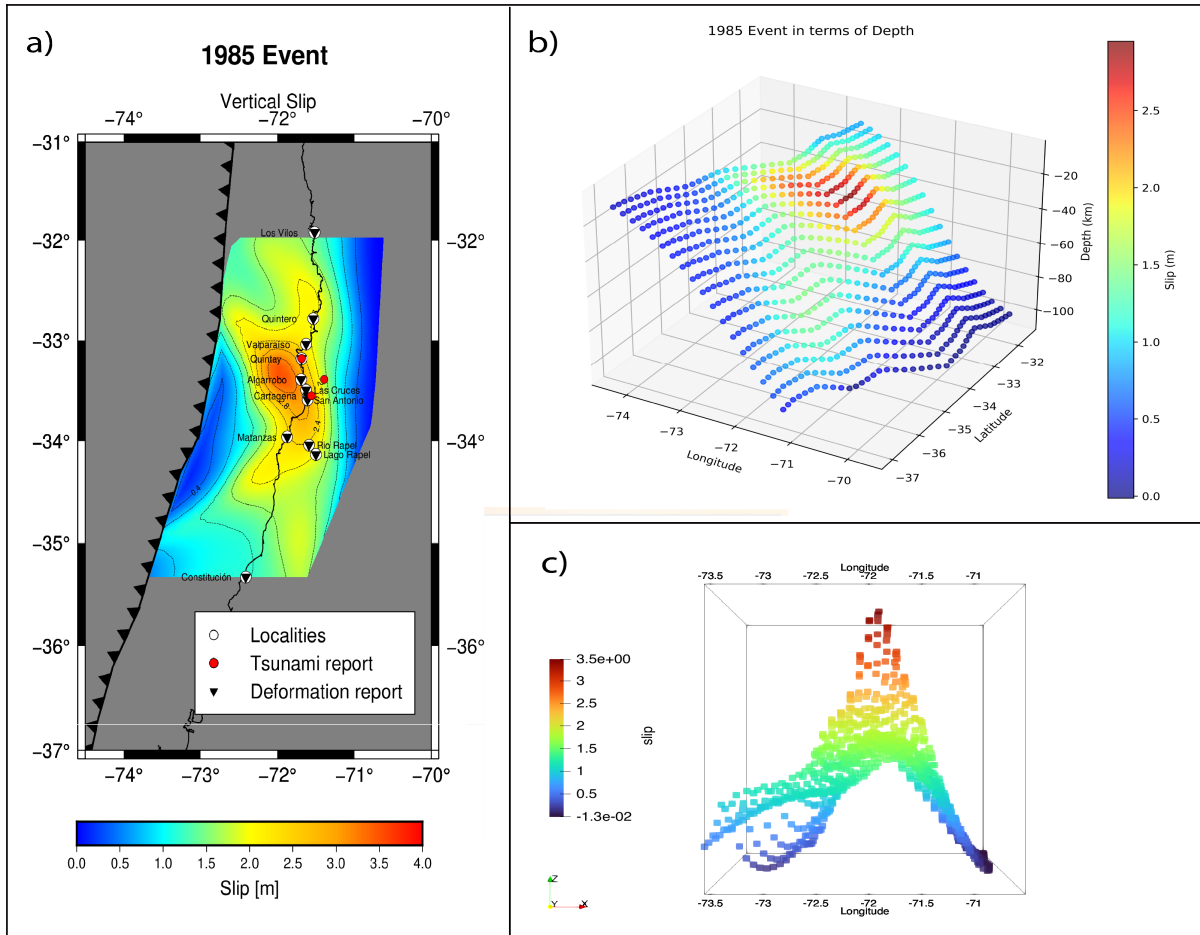 a)
1985 Event
Vertical Slip
−74° −72° −70°
−31°
−32° −32°
−33°
−34° −34°
−35°
−36° −36°
−37°
−74° −73° −72° −71° −70°
Los Vilos
Quintero
Valparaíso
Quintay
Algarrobo
Las Cruces
Cartagena
San Antonio
2.8
2.4
Matanzas
Rio Rapel
Lago Rapel
0.4
Constitución
Localities
Tsunami report
Deformation report
0.0 0.5 1.0 1.5 2.0 2.5 3.0 3.5 4.0
Slip [m]
b)
1985 Event in terms of Depth
−20
−40
−60
−80
−100
Depth (km)
−32
−33
−34
−35
−36
−37
Latitude
−74
−73
−72
−71
−70
Longitude
2.5
2.0
1.5
1.0
0.5
0.0
Slip (m)
c)
Longitude
-73.5 -73 -72.5 -72 -71.5 -71
3.5e+00
3
2.5
2
1.5
1
0.5
-1.3e-02
slip
Z
Y X
-73.5 -73 -72.5 -72 -71.5 -71
Longitude